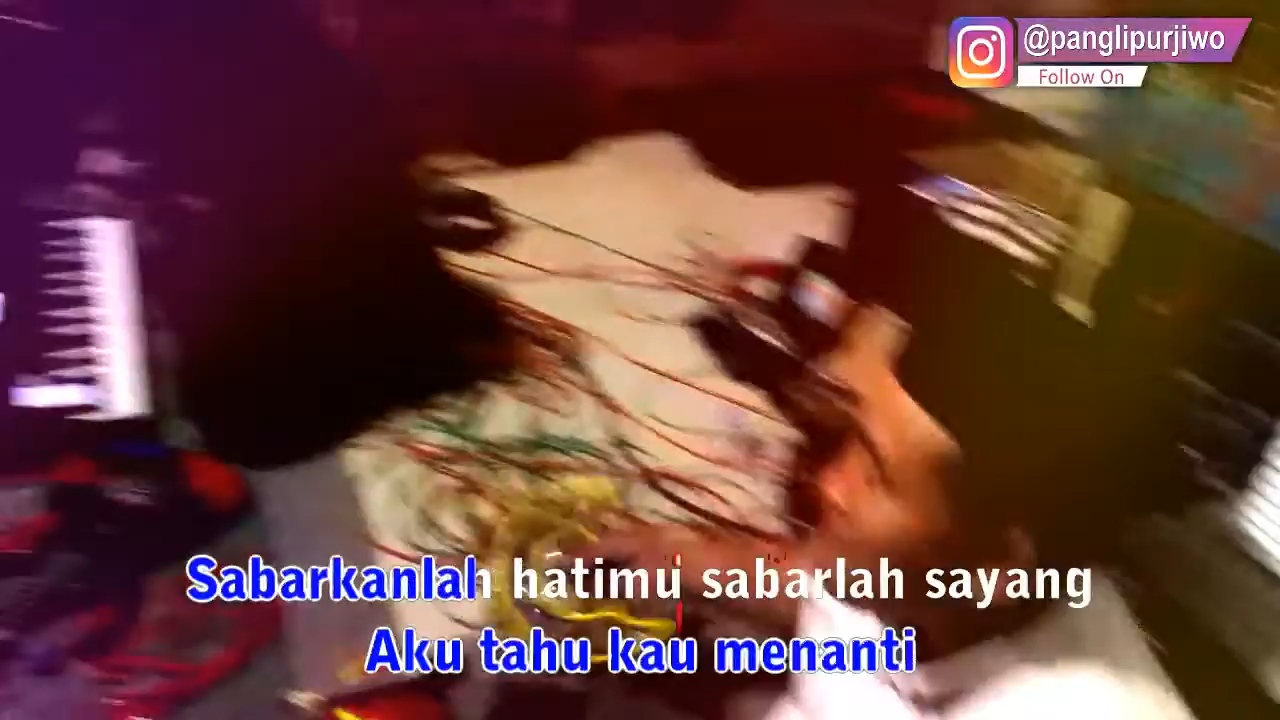 @panglipurjiwo
Follow On
Sabarkanlah hatimu sabarlah sayang
Aku tahu kau menanti